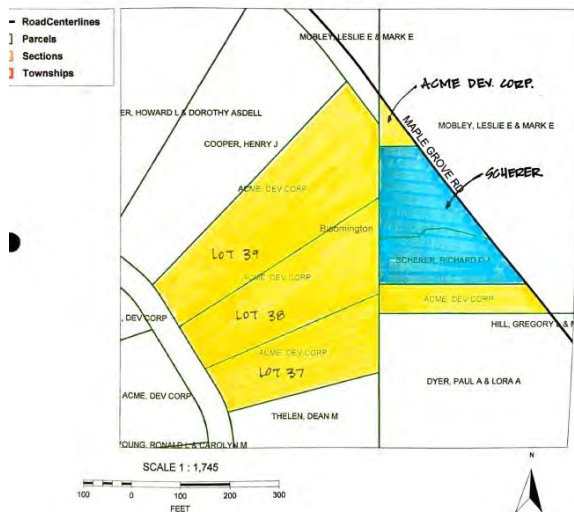 RoadCenterlines
Parcels
Sections
Townships
MOBLEY, LESLIE E & MARK E
ACME DEV. CORP.
ER, HOWARD L & DOROTHY ASDELL
MOBLEY, LESLIE E & MARK E
COOPER, HENRY J
MAPLE GROVE RD
SCHERER
ACME, DEV CORP
Bloomington
LOT 39
SCHERER, RICHARD D J
ACME, DEV CORP
ACME, DEV CORP
, DEV CORP
LOT 38
HILL, GREGORY
ACME, DEV CORP
LOT 37
DYER, PAUL A & LORA A
ACME, DEV CORP
THELEN, DEAN M
YOUNG, RONALD L & CAROLYN M
SCALE 1 : 1,745
100 0 100 200 300
FEET
N